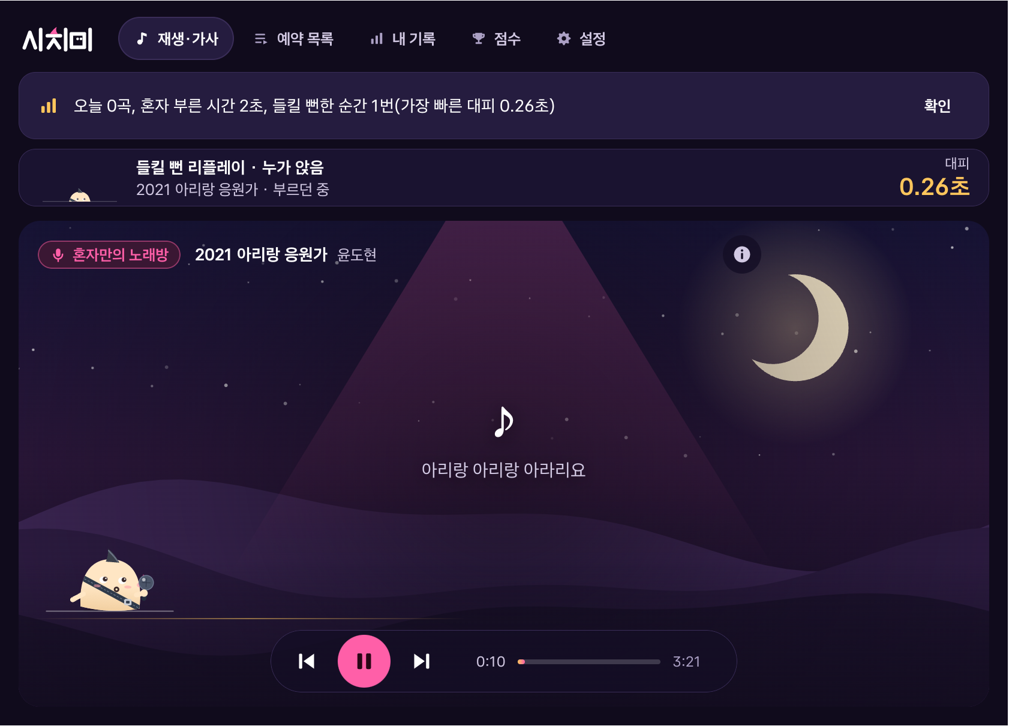 시치미
재생·가사
예약 목록
내 기록
점수
설정
오늘 0곡, 혼자 부른 시간 2초, 들킬 뻔한 순간 1번(가장 빠른 대피 0.26초)
확인
들킬 뻔 리플레이 · 누가 앉음
2021 아리랑 응원가 · 부르던 중
대피
0.26초
혼자만의 노래방
2021 아리랑 응원가 윤도현
아리랑 아리랑 아라리요
0:10
3:21